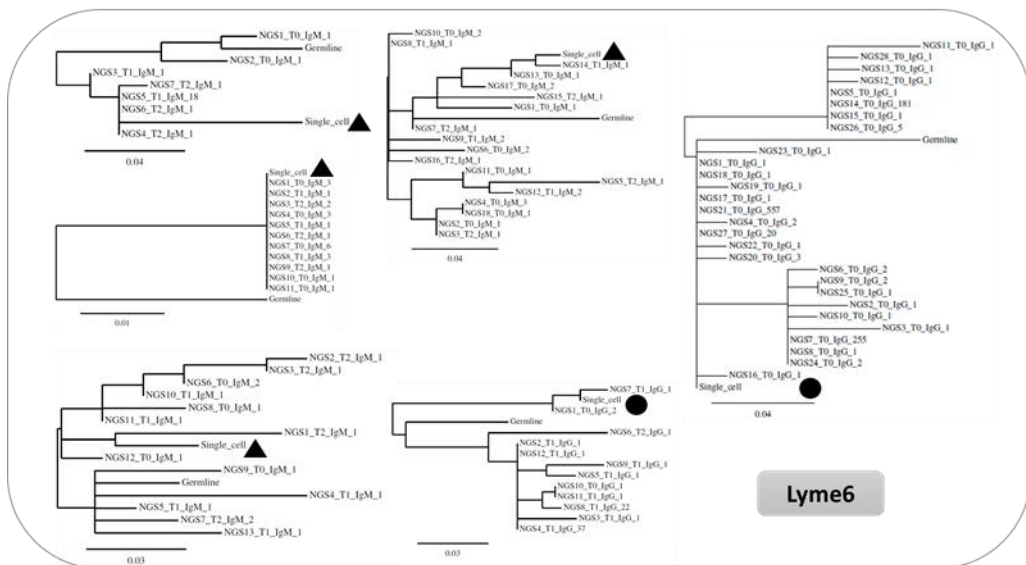 NGS1_T0_IgM_1
Germline
NGS2_T0_IgM_1
NGS3_T1_IgM_1
NGS7_T2_IgM_1
NGS5_T1_IgM_18
NGS6_T2_IgM_1
Single_cell
NGS4_T2_IgM_1
0.04
Single_cell
NGS1_T0_IgM_3
NGS2_T1_IgM_1
NGS3_T2_IgM_2
NGS4_T0_IgM_3
NGS5_T1_IgM_1
NGS6_T2_IgM_1
NGS7_T0_IgM_6
NGS8_T1_IgM_3
NGS9_T2_IgM_1
NGS10_T0_IgM_1
NGS11_T0_IgM_1
Germline
0.01
NGS10_T0_IgM_2
NGS8_T1_IgM_1
Single_cell
NGS14_T1_IgM_1
NGS13_T0_IgM_1
NGS17_T0_IgM_2
NGS15_T2_IgM_1
NGS1_T0_IgM_1
Germline
NGS7_T2_IgM_1
NGS9_T1_IgM_2
NGS6_T0_IgM_2
NGS16_T2_IgM_1
NGS11_T0_IgM_1
NGS5_T2_IgM_1
NGS12_T1_IgM_2
NGS4_T0_IgM_3
NGS18_T0_IgM_1
NGS2_T0_IgM_1
NGS3_T2_IgM_1
0.04
NGS11_T0_IgG_1
NGS28_T0_IgG_1
NGS13_T0_IgG_1
NGS12_T0_IgG_1
NGS5_T0_IgG_1
NGS14_T0_IgG_181
NGS15_T0_IgG_1
NGS26_T0_IgG_5
Germline
NGS23_T0_IgG_1
NGS1_T0_IgG_1
NGS18_T0_IgG_1
NGS19_T0_IgG_1
NGS17_T0_IgG_1
NGS21_T0_IgG_557
NGS4_T0_IgG_2
NGS27_T0_IgG_20
NGS22_T0_IgG_1
NGS20_T0_IgG_3
NGS6_T0_IgG_2
NGS9_T0_IgG_2
NGS25_T0_IgG_1
NGS2_T0_IgG_1
NGS10_T0_IgG_1
NGS3_T0_IgG_1
NGS7_T0_IgG_255
NGS8_T0_IgG_1
NGS24_T0_IgG_2
NGS16_T0_IgG_1
Single_cell
0.04
NGS2_T2_IgM_1
NGS3_T2_IgM_1
NGS6_T0_IgM_2
NGS10_T1_IgM_1
NGS8_T0_IgM_1
NGS11_T1_IgM_1
NGS1_T2_IgM_1
Single_cell
NGS12_T0_IgM_1
NGS9_T0_IgM_1
Germline
NGS4_T1_IgM_1
NGS5_T1_IgM_1
NGS7_T2_IgM_2
NGS13_T1_IgM_1
0.03
NGS7_T1_IgG_1
Single_cell
NGS1_T0_IgG_2
Germline
NGS6_T2_IgG_1
NGS2_T1_IgG_1
NGS12_T1_IgG_1
NGS9_T1_IgG_1
NGS5_T1_IgG_1
NGS10_T0_IgG_1
NGS11_T1_IgG_1
NGS8_T1_IgG_22
NGS3_T1_IgG_1
NGS4_T1_IgG_37
0.03
Lyme6